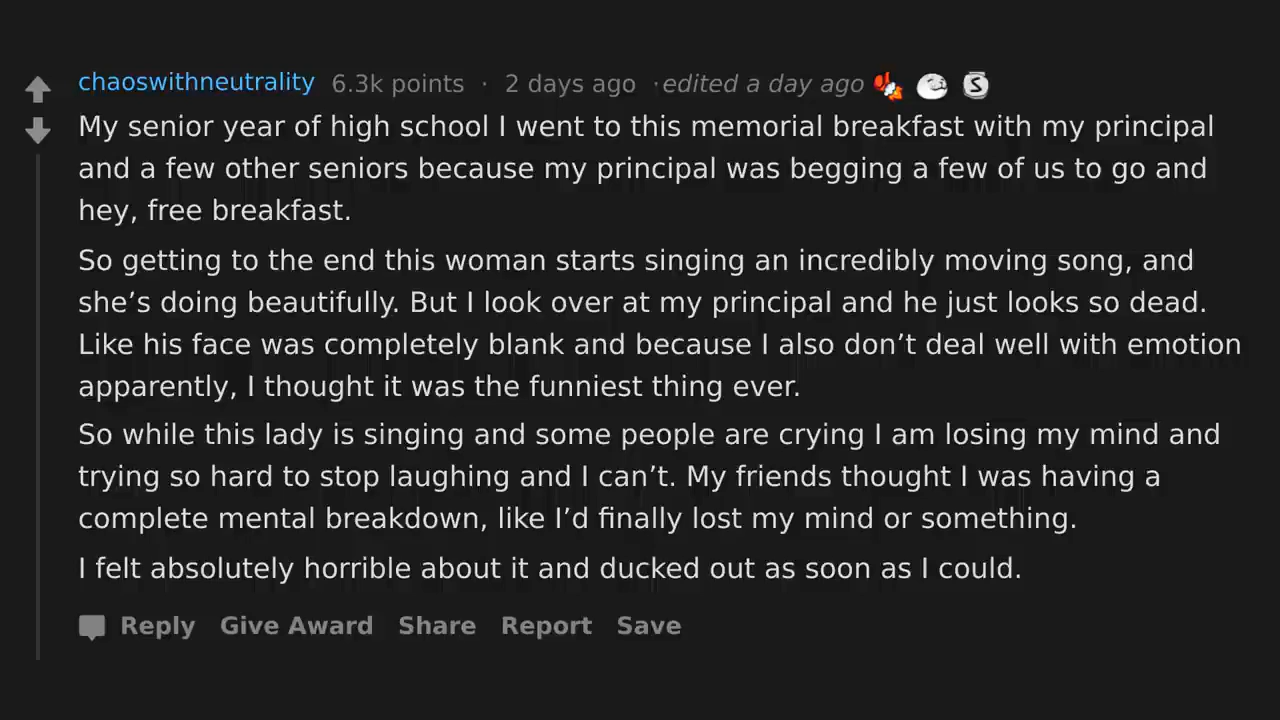 chaoswithneutrality 6.3k points · 2 days ago · edited a day ago S
My senior year of high school I went to this memorial breakfast with my principal
and a few other seniors because my principal was begging a few of us to go and
hey, free breakfast.
So getting to the end this woman starts singing an incredibly moving song, and
she’s doing beautifully. But I look over at my principal and he just looks so dead.
Like his face was completely blank and because I also don’t deal well with emotion
apparently, I thought it was the funniest thing ever.
So while this lady is singing and some people are crying I am losing my mind and
trying so hard to stop laughing and I can’t. My friends thought I was having a
complete mental breakdown, like I’d finally lost my mind or something.
I felt absolutely horrible about it and ducked out as soon as I could.
Reply Give Award Share Report Save